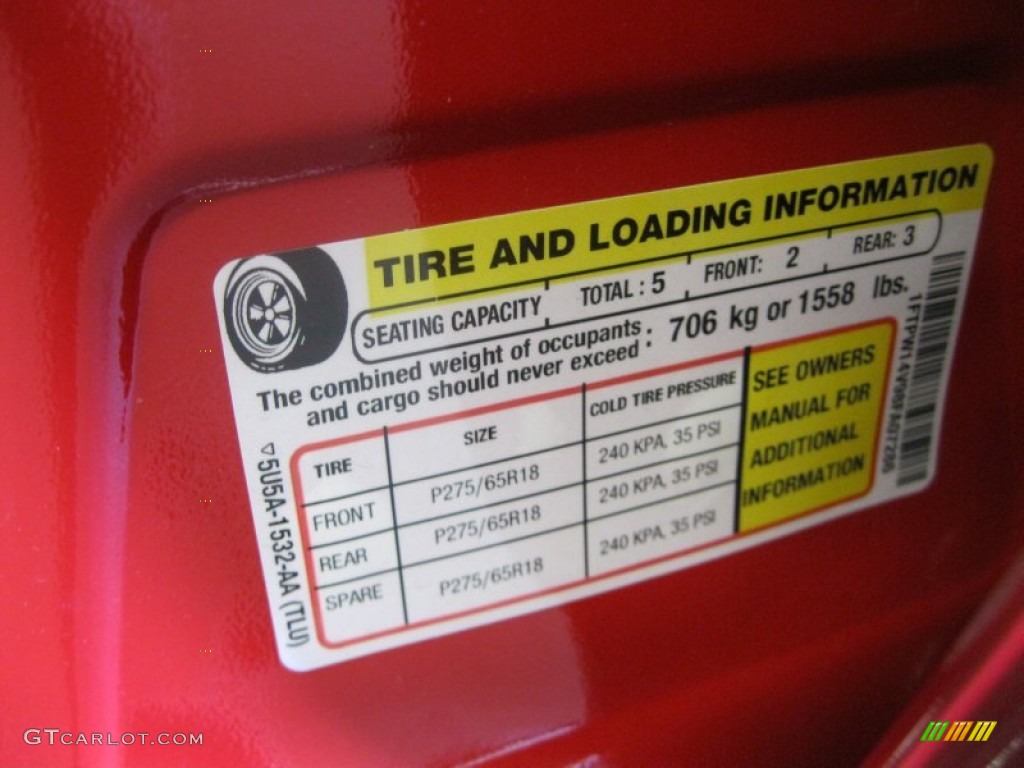 TIRE AND LOADING INFORMATION
SEATING CAPACITY TOTAL : 5 FRONT: 2 REAR: 3
The combined weight of occupants and cargo should never exceed : 706 kg or 1558 lbs.
TIRE SIZE COLD TIRE PRESSURE
FRONT P275/65R18 240 KPA, 35 PSI
REAR P275/65R18 240 KPA, 35 PSI
SPARE P275/65R18 240 KPA, 35 PSI
SEE OWNERS
MANUAL FOR
ADDITIONAL
INFORMATION
5U5A-1532-AA (TLU)
GTCARLOT.COM